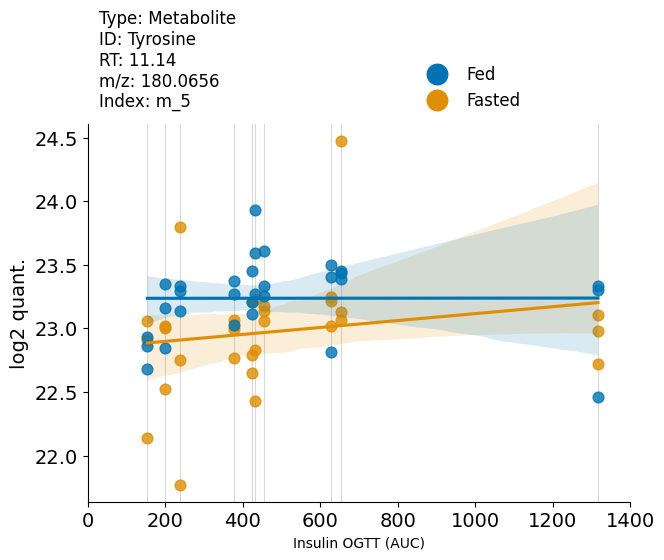 Type: Metabolite
ID: Tyrosine
RT: 11.14
m/z: 180.0656
Index: m_5
Fed
Fasted
24.5
24.0
23.5
23.0
22.5
22.0
log2 quant.
0 200 400 600 800 1000 1200 1400
Insulin OGTT (AUC)